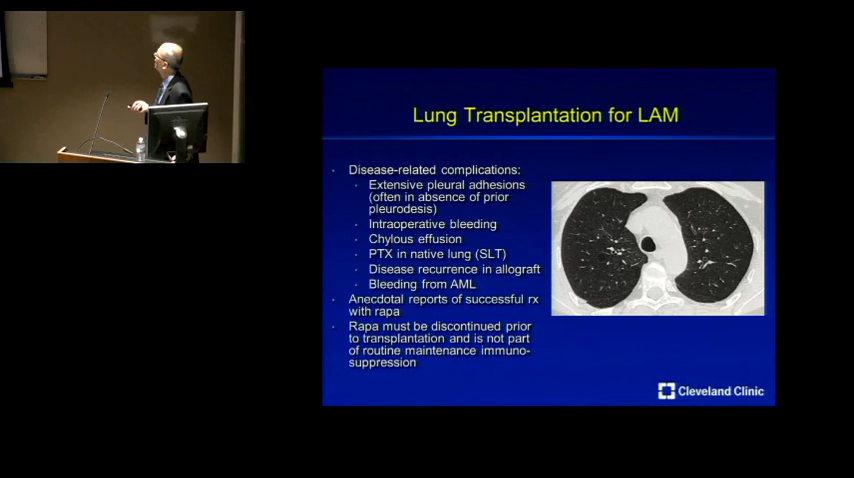 Lung Transplantation for LAM
Disease-related complications:
Extensive pleural adhesions
(often in absence of prior
pleurodesis)
Intraoperative bleeding
Chylous effusion
PTX in native lung (SLT)
Disease recurrence in allograft
Bleeding from AML
Anecdotal reports of successful rx
with rapa
Rapa must be discontinued prior
to transplantation and is not part
of routine maintenance immuno-
suppression
Cleveland Clinic